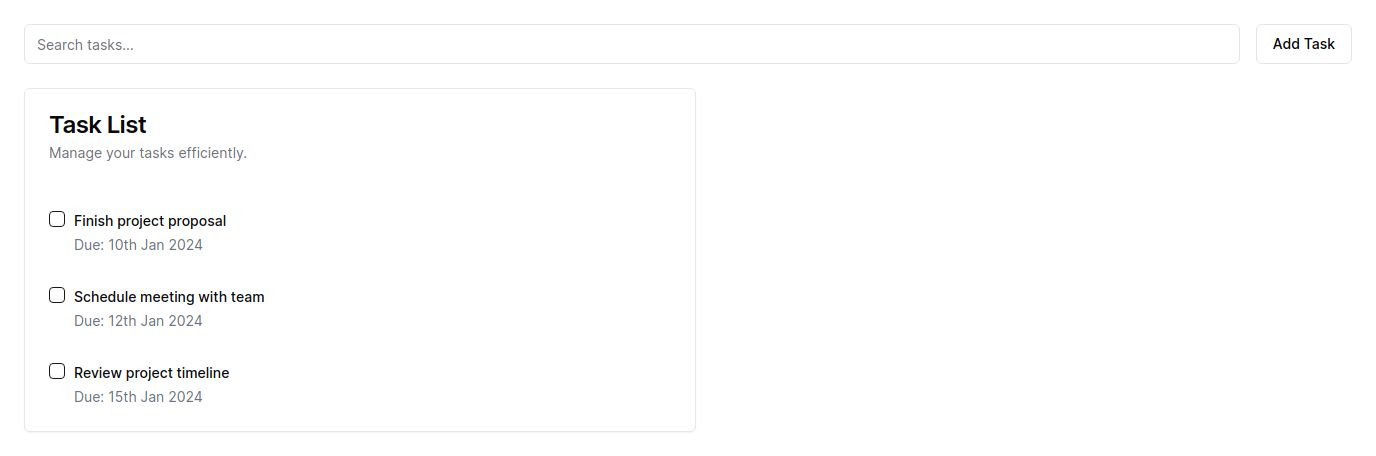 Search tasks...
Add Task
Task List
Manage your tasks efficiently.
Finish project proposal
Due: 10th Jan 2024
Schedule meeting with team
Due: 12th Jan 2024
Review project timeline
Due: 15th Jan 2024